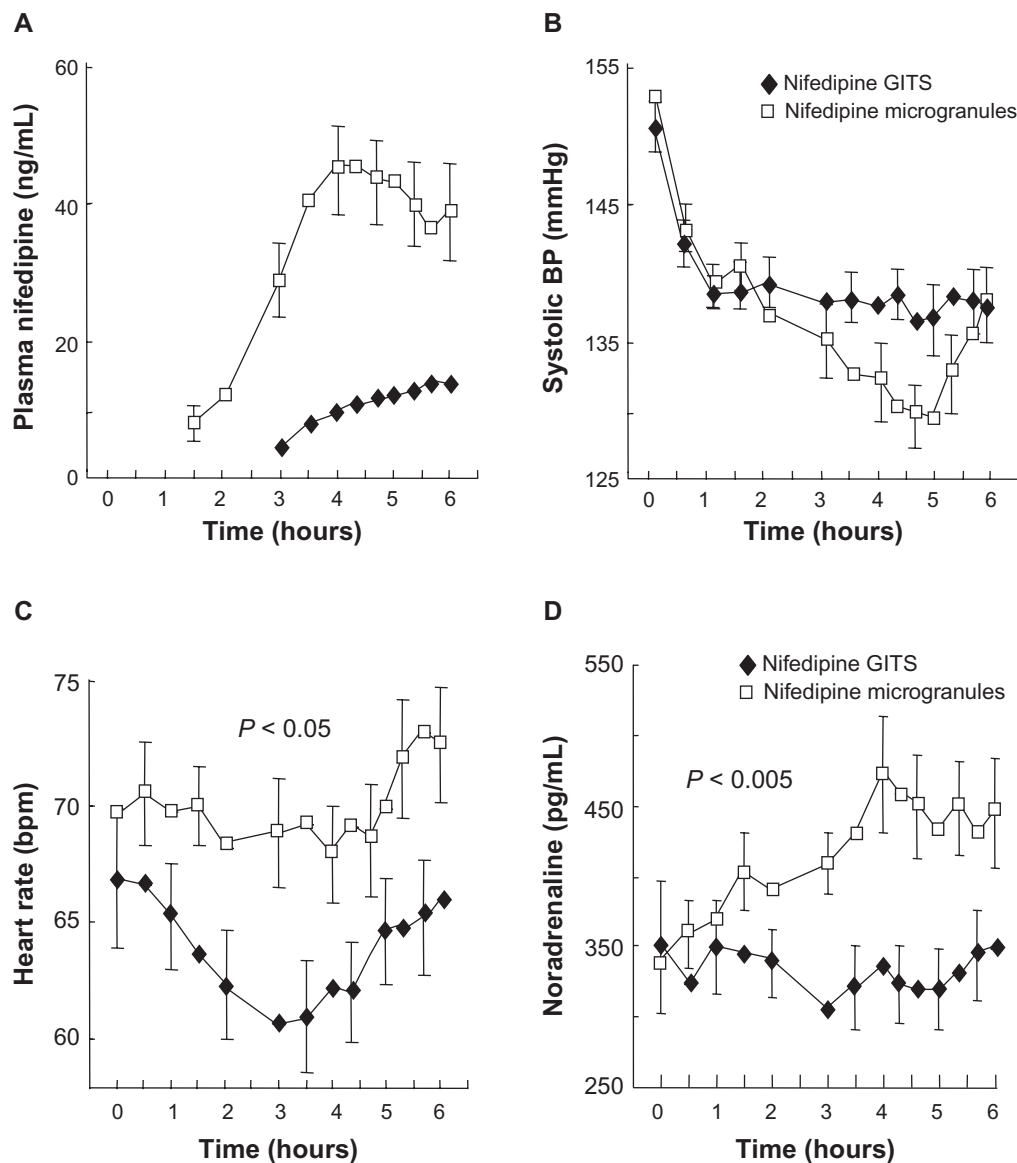 A
Plasma nifedipine (ng/mL)
60
40
20
0
0 1 2 3 4 5 6
Time (hours)
B
Systolic BP (mmHg)
155
145
135
125
Nifedipine GITS
Nifedipine microgranules
0 1 2 3 4 5 6
Time (hours)
C
Heart rate (bpm)
75
70
65
60
P < 0.05
0 1 2 3 4 5 6
Time (hours)
D
Noradrenaline (pg/mL)
550
450
350
250
Nifedipine GITS
Nifedipine microgranules
P < 0.005
0 1 2 3 4 5 6
Time (hours)